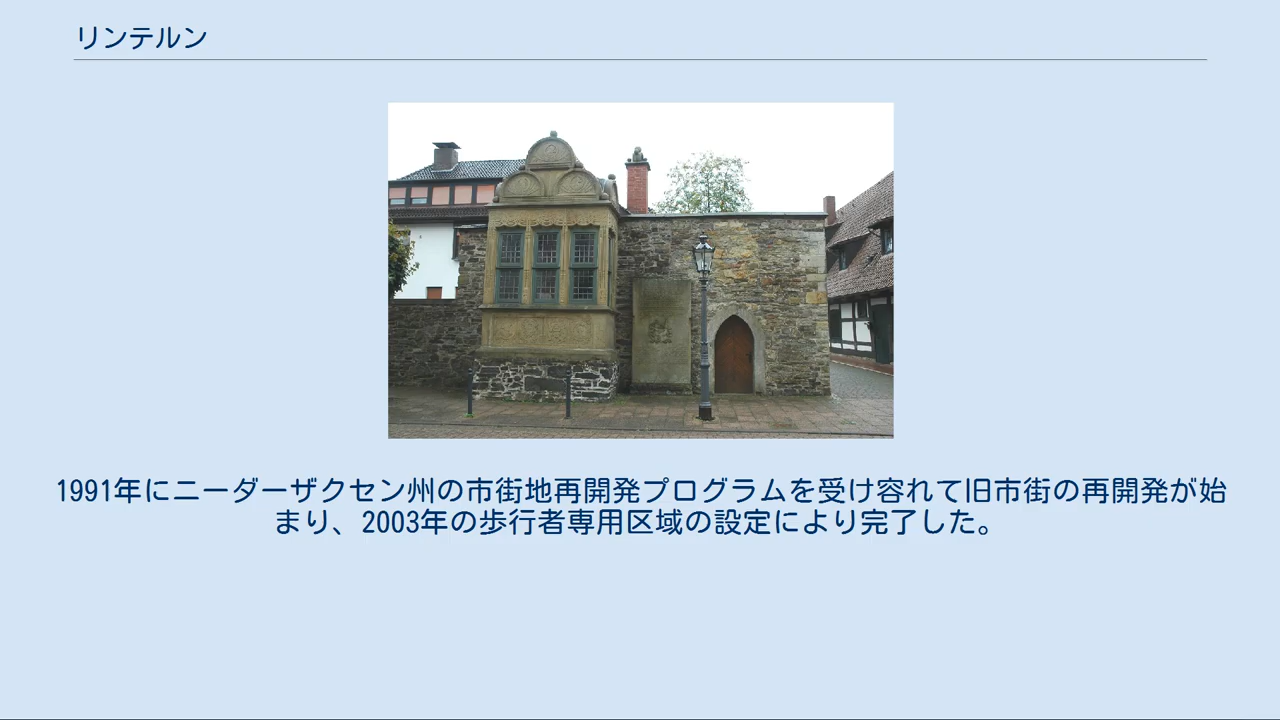 リンテルン
1991年にニーダーザクセン州の市街地再開発プログラムを受け容れて旧市街の再開発が始
まり、2003年の歩行者専用区域の設定により完了した。